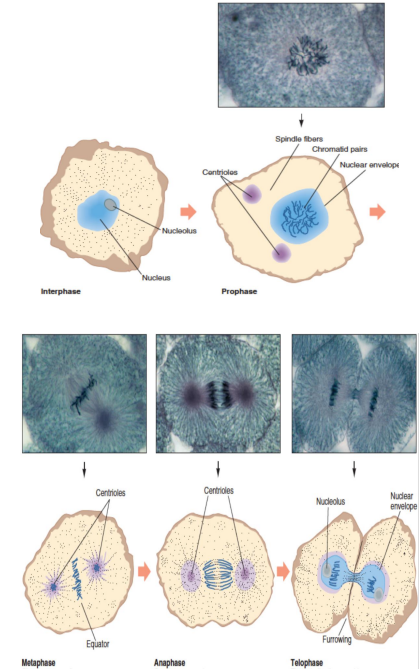 Spindle fibers
Chromatid pairs
Nuclear envelope
Centrioles
Nucleolus
Nucleus
Interphase
Prophase
Centrioles
Centrioles
Nucleolus
Nuclear
envelope
Equator
Furrowing
Metaphase
Anaphase
Telophase